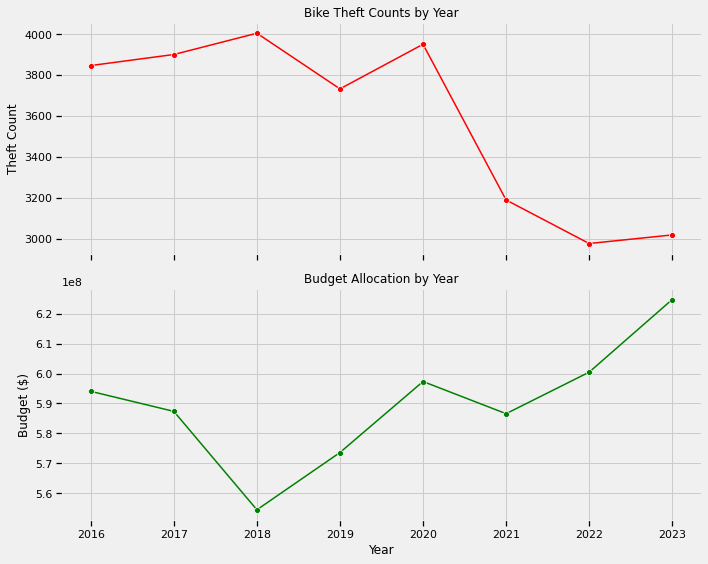 Bike Theft Counts by Year
4000
3800
3600
3400
3200
3000
Theft Count
Budget Allocation by Year
1e8
6.2
6.1
6.0
5.9
5.8
5.7
5.6
Budget ($)
2016 2017 2018 2019 2020 2021 2022 2023
Year